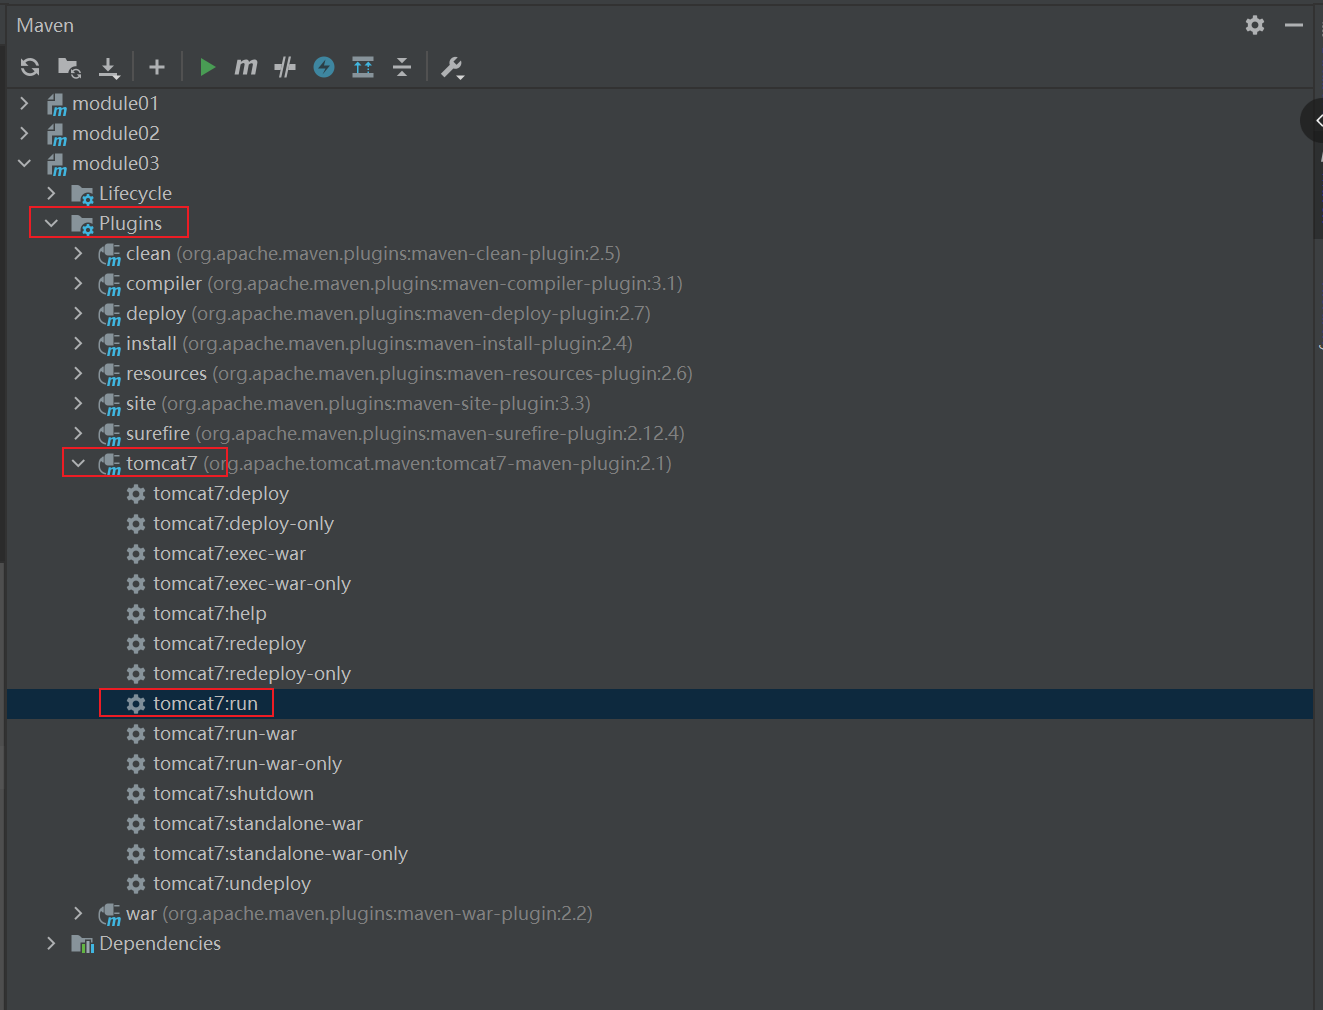 Maven
module01
module02
module03
Lifecycle
Plugins
clean (org.apache.maven.plugins:maven-clean-plugin:2.5)
compiler (org.apache.maven.plugins:maven-compiler-plugin:3.1)
deploy (org.apache.maven.plugins:maven-deploy-plugin:2.7)
install (org.apache.maven.plugins:maven-install-plugin:2.4)
resources (org.apache.maven.plugins:maven-resources-plugin:2.6)
site (org.apache.maven.plugins:maven-site-plugin:3.3)
surefire (org.apache.maven.plugins:maven-surefire-plugin:2.12.4)
tomcat7 (org.apache.tomcat.maven:tomcat7-maven-plugin:2.1)
tomcat7:deploy
tomcat7:deploy-only
tomcat7:exec-war
tomcat7:exec-war-only
tomcat7:help
tomcat7:redeploy
tomcat7:redeploy-only
tomcat7:run
tomcat7:run-war
tomcat7:run-war-only
tomcat7:shutdown
tomcat7:standalone-war
tomcat7:standalone-war-only
tomcat7:undeploy
war (org.apache.maven.plugins:maven-war-plugin:2.2)
Dependencies